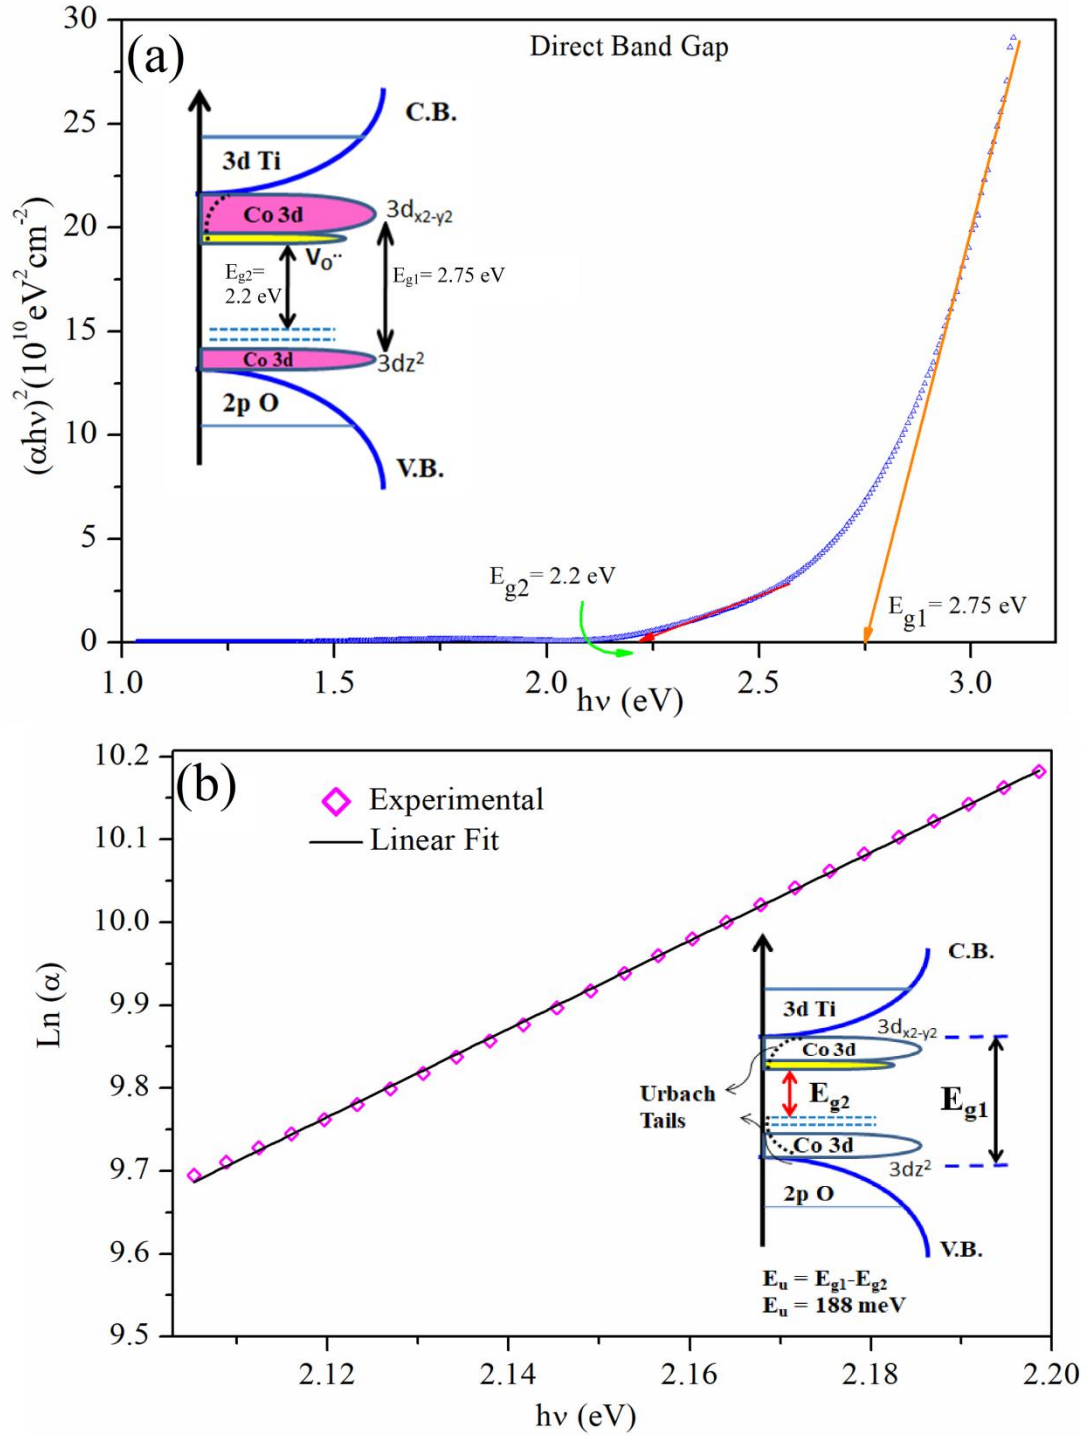 (a)
Direct Band Gap
30
25
20
15
10
5
0
(αhν)²(10¹⁰eV²cm⁻²)
C.B.
3d Ti
Co 3d
3dx2-y2
Vo··
Eg2=
2.2 eV
Eg1= 2.75 eV
Co 3d
3dz²
2p O
V.B.
Eg2= 2.2 eV
Eg1= 2.75 eV
1.0 1.5 2.0 2.5 3.0
hν (eV)
(b)
Experimental
Linear Fit
10.2
10.1
10.0
9.9
9.8
9.7
9.6
9.5
Ln (α)
C.B.
3d Ti
3dx2-y2
Co 3d
Urbach
Tails
Eg2
Eg1
Co 3d
3dz²
2p O
V.B.
Eu = Eg1-Eg2
Eu = 188 meV
2.12 2.14 2.16 2.18 2.20
hν (eV)